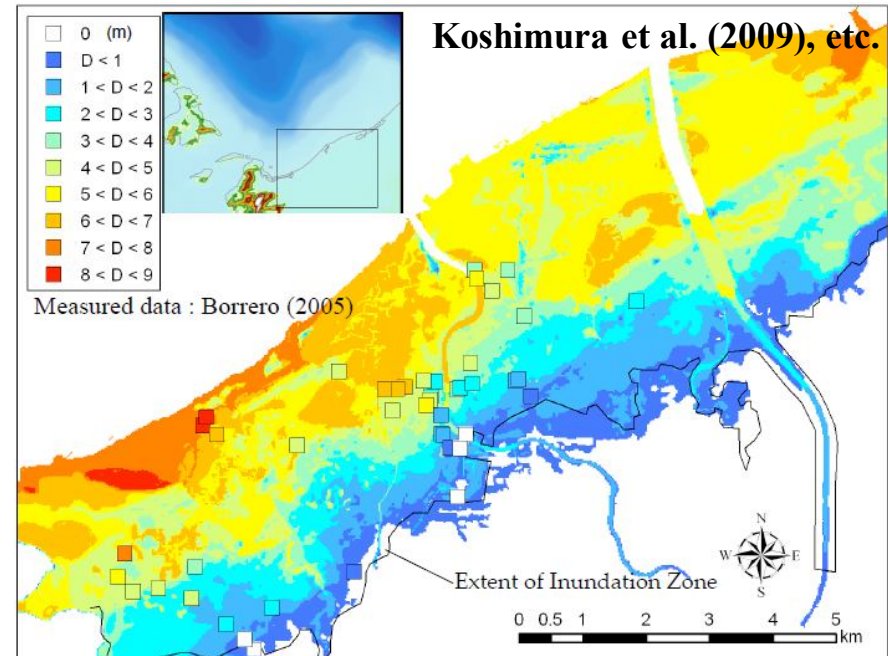 Koshimura et al. (2009), etc.
0 (m)
D < 1
1 < D < 2
2 < D < 3
3 < D < 4
4 < D < 5
5 < D < 6
6 < D < 7
7 < D < 8
8 < D < 9
Measured data : Borrero (2005)
Extent of Inundation Zone
N
W E
S
0 0.5 1 2 3 4 5
km